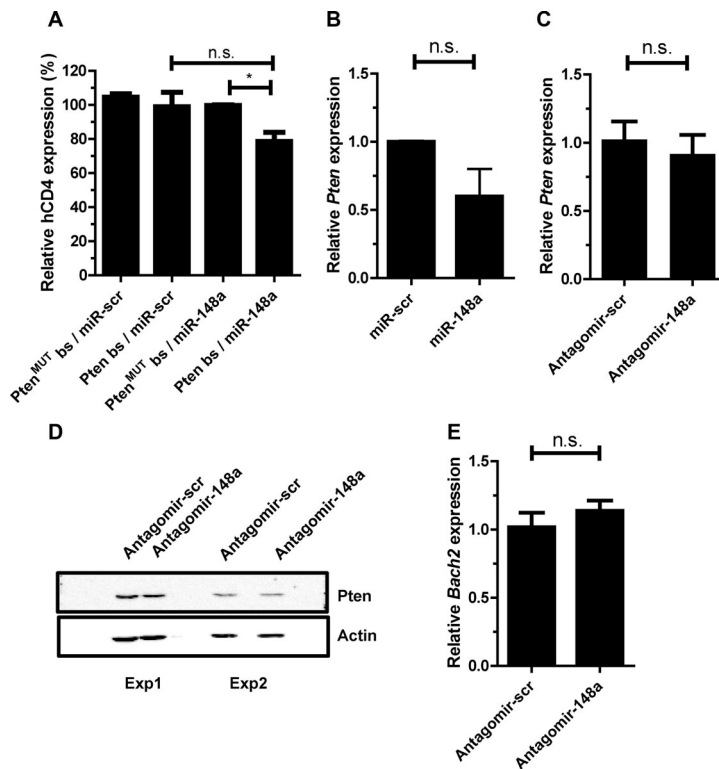 A
n.s.
*
Relative hCD4 expression (%)
120
100
80
60
40
20
0
Pten^MUT bs / miR-scr
Pten bs / miR-scr
Pten^MUT bs / miR-148a
Pten bs / miR-148a
B
n.s.
Relative Pten expression
1.5
1.0
0.5
0.0
miR-scr
miR-148a
C
n.s.
Relative Pten expression
1.5
1.0
0.5
0.0
Antagomir-scr
Antagomir-148a
D
Antagomir-scr
Antagomir-148a
Antagomir-scr
Antagomir-148a
Pten
Actin
Exp1
Exp2
E
n.s.
Relative Bach2 expression
1.5
1.0
0.5
0.0
Antagomir-scr
Antagomir-148a